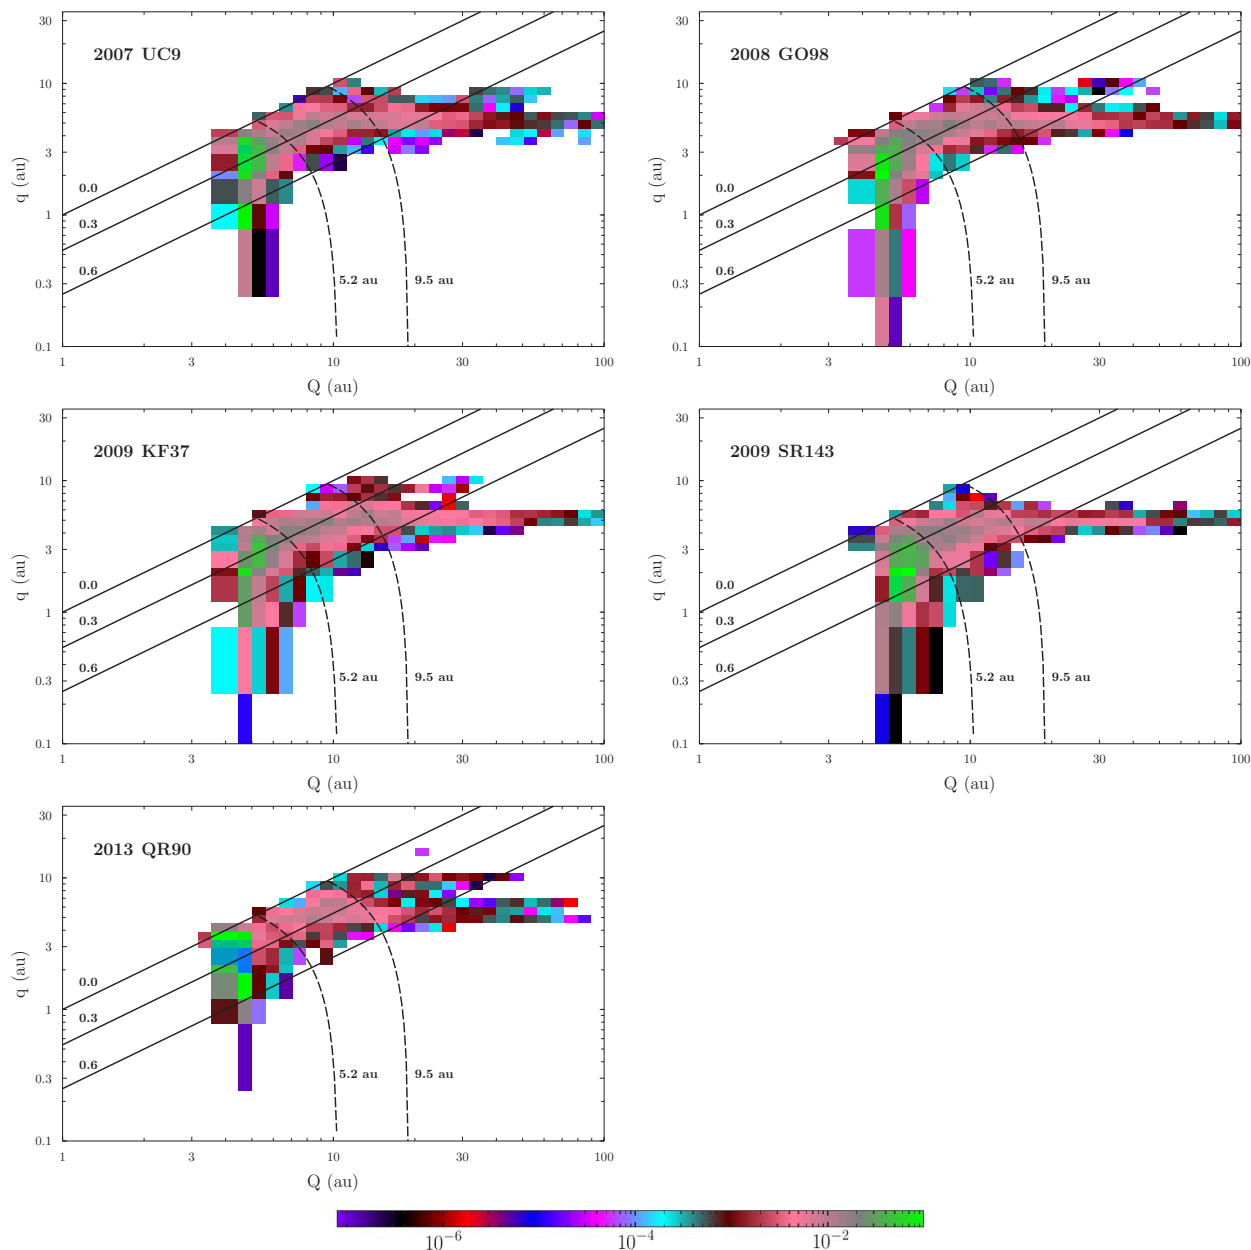 2007 UC9
q (au)
30
10
3
1
0.3
0.1
0.0
0.3
0.6
5.2 au
9.5 au
1 3 10 30 100
Q (au)
2008 GO98
q (au)
30
10
3
1
0.3
0.1
0.0
0.3
0.6
5.2 au
9.5 au
1 3 10 30 100
Q (au)
2009 KF37
q (au)
30
10
3
1
0.3
0.1
0.0
0.3
0.6
5.2 au
9.5 au
1 3 10 30 100
Q (au)
2009 SR143
q (au)
30
10
3
1
0.3
0.1
0.0
0.3
0.6
5.2 au
9.5 au
1 3 10 30 100
Q (au)
2013 QR90
q (au)
30
10
3
1
0.3
0.1
0.0
0.3
0.6
5.2 au
9.5 au
1 3 10 30 100
Q (au)
10⁻⁶ 10⁻⁴ 10⁻²